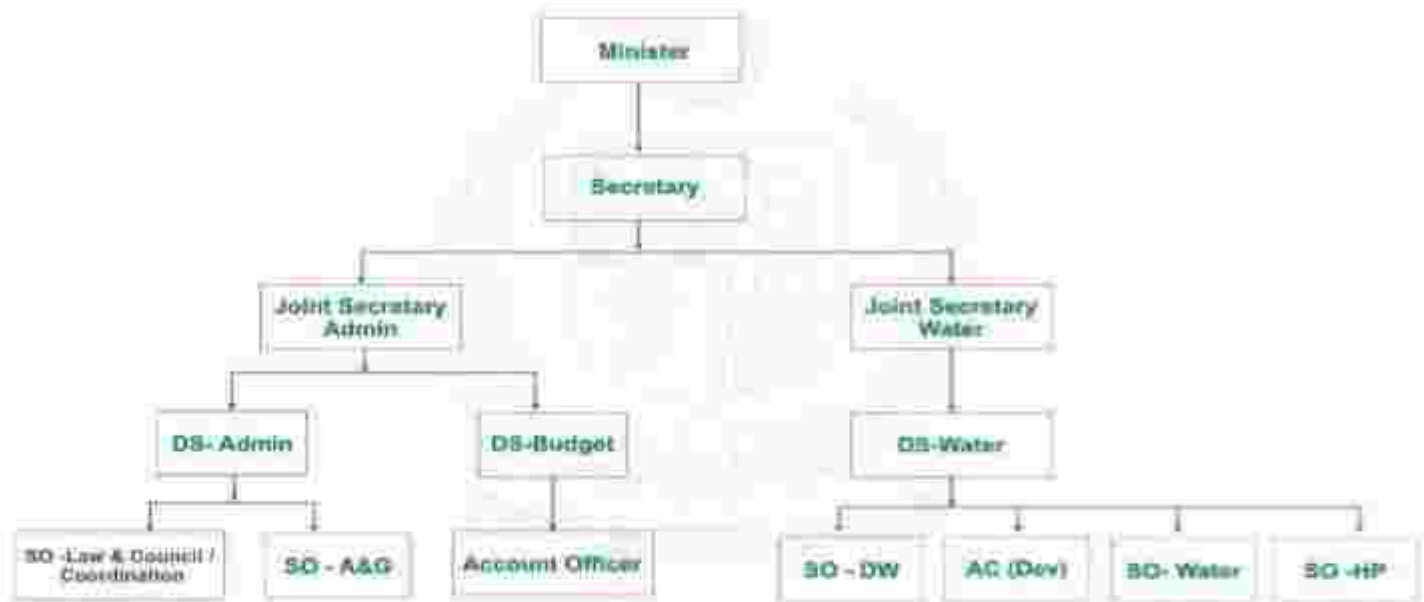 Minister
Secretary
Joint Secretary
Admin
Joint Secretary
Water
DS- Admin
DS-Budget
DS-Water
SO -Law & Council /
Coordination
SO - A&G
Account Officer
SO - DW
AC (Dev)
SO- Water
SO -HP